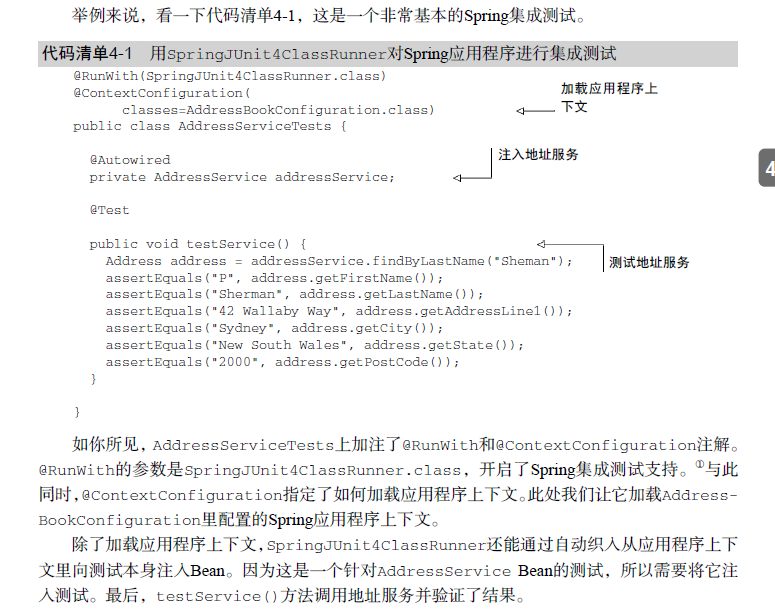 举例来说，看一下代码清单4-1，这是一个非常基本的Spring集成测试。
代码清单4-1 用SpringJUnit4ClassRunner对Spring应用程序进行集成测试
@RunWith(SpringJUnit4ClassRunner.class)
@ContextConfiguration(
classes=AddressBookConfiguration.class)
加载应用程序上
下文
public class AddressServiceTests {
@Autowired
private AddressService addressService;
注入地址服务
@Test
public void testService() {
Address address = addressService.findByLastName("Sheman");
测试地址服务
assertEquals("P", address.getFirstName());
assertEquals("Sherman", address.getLastName());
assertEquals("42 Wallaby Way", address.getAddressLine1());
assertEquals("Sydney", address.getCity());
assertEquals("New South Wales", address.getState());
assertEquals("2000", address.getPostCode());
}
}
如你所见，AddressServiceTests上加注了@RunWith和@ContextConfiguration注解。
@RunWith的参数是SpringJUnit4ClassRunner.class，开启了Spring集成测试支持。①与此
同时，@ContextConfiguration指定了如何加载应用程序上下文。此处我们让它加载Address-
BookConfiguration里配置的Spring应用程序上下文。
除了加载应用程序上下文，SpringJUnit4ClassRunner还能通过自动织入从应用程序上下
文里向测试本身注入Bean。因为这是一个针对AddressService Bean的测试，所以需要将它注
入测试。最后，testService()方法调用地址服务并验证了结果。
4